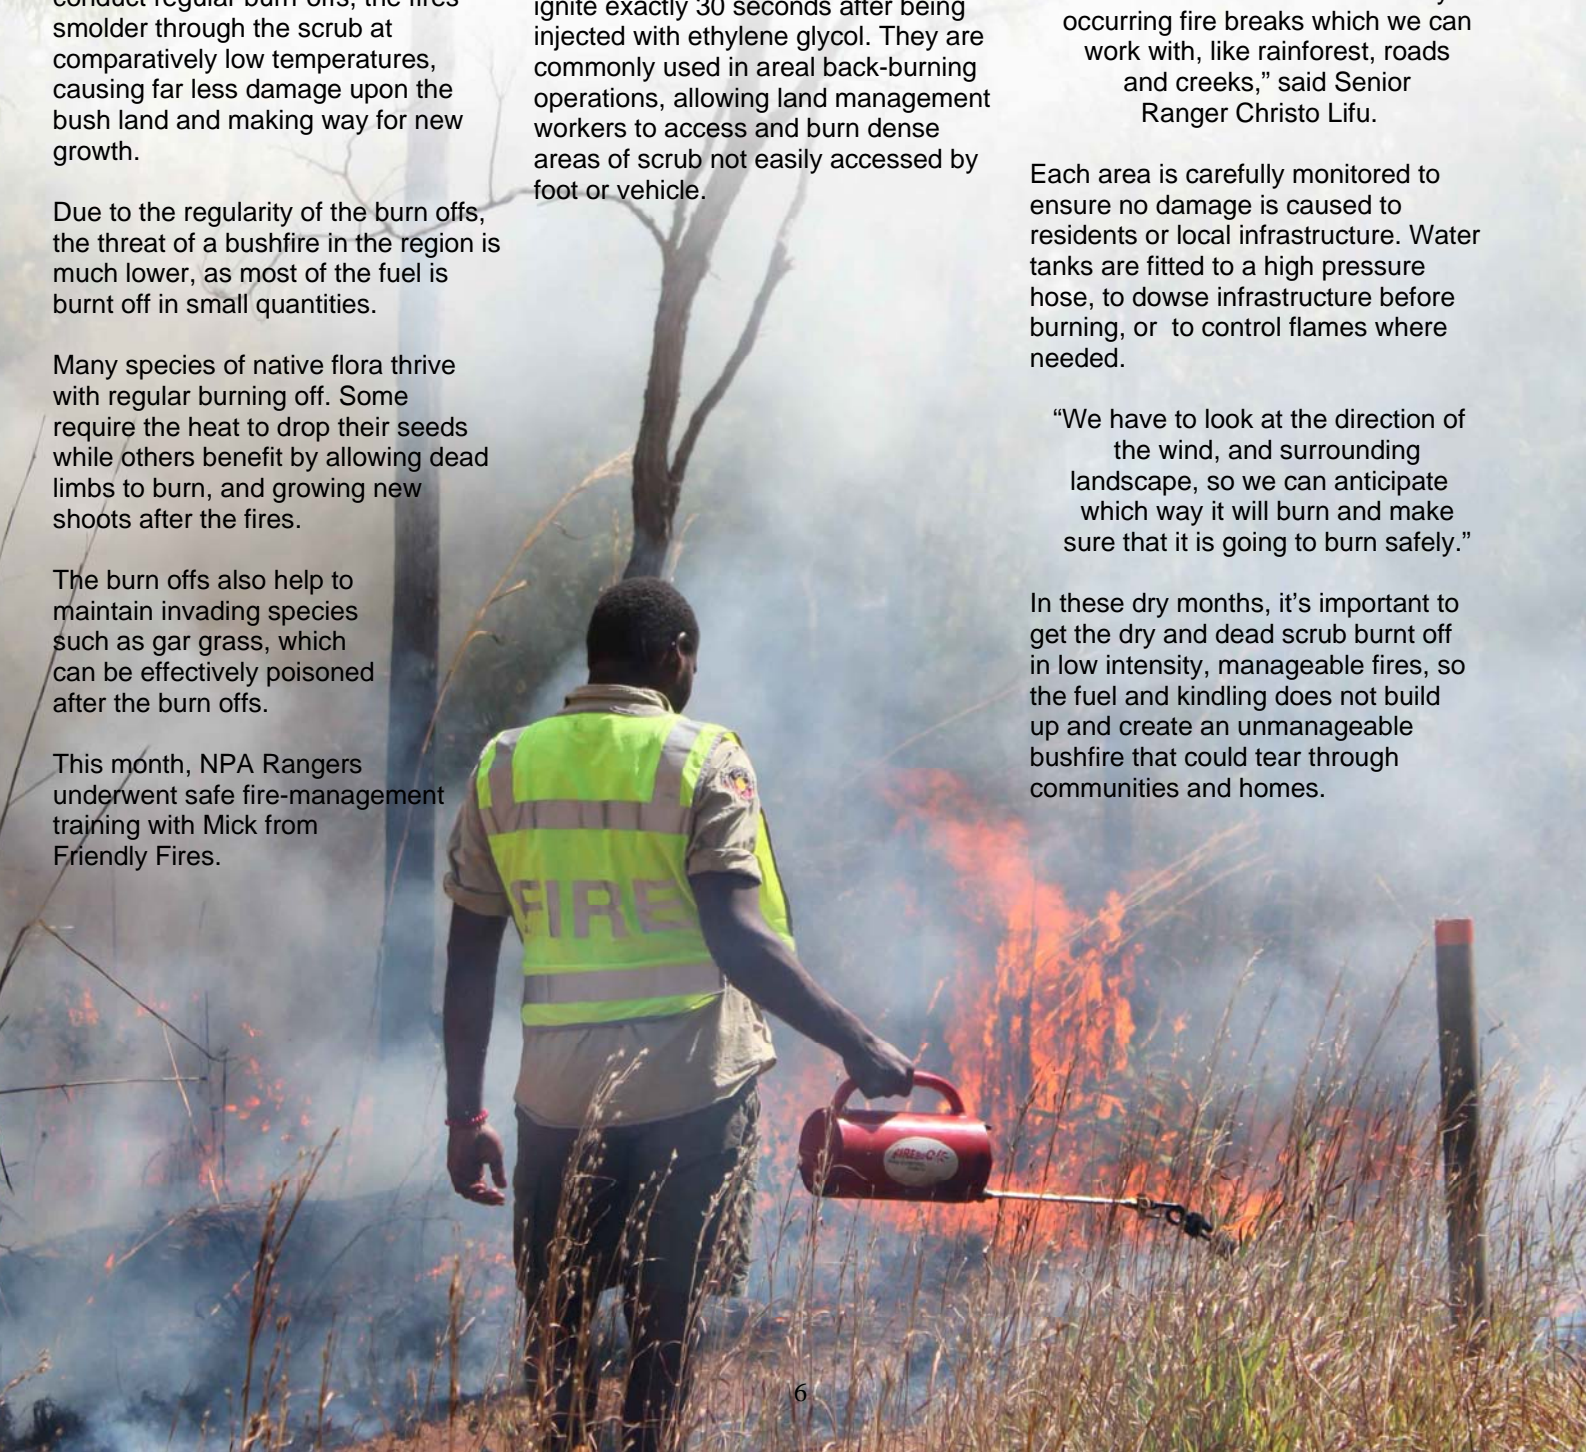 conduct regular burn offs, the fires
smolder through the scrub at
comparatively low temperatures,
causing far less damage upon the
bush land and making way for new
growth.
Due to the regularity of the burn offs,
the threat of a bushfire in the region is
much lower, as most of the fuel is
burnt off in small quantities.
Many species of native flora thrive
with regular burning off. Some
require the heat to drop their seeds
while others benefit by allowing dead
limbs to burn, and growing new
shoots after the fires.
The burn offs also help to
maintain invading species
such as gar grass, which
can be effectively poisoned
after the burn offs.
This month, NPA Rangers
underwent safe fire-management
training with Mick from
Friendly Fires.
ignite exactly 30 seconds after being
injected with ethylene glycol. They are
commonly used in areal back-burning
operations, allowing land management
workers to access and burn dense
areas of scrub not easily accessed by
foot or vehicle.
occurring fire breaks which we can
work with, like rainforest, roads
and creeks,” said Senior
Ranger Christo Lifu.
Each area is carefully monitored to
ensure no damage is caused to
residents or local infrastructure. Water
tanks are fitted to a high pressure
hose, to dowse infrastructure before
burning, or to control flames where
needed.
“We have to look at the direction of
the wind, and surrounding
landscape, so we can anticipate
which way it will burn and make
sure that it is going to burn safely.”
In these dry months, it’s important to
get the dry and dead scrub burnt off
in low intensity, manageable fires, so
the fuel and kindling does not build
up and create an unmanageable
bushfire that could tear through
communities and homes.
FIRE
6